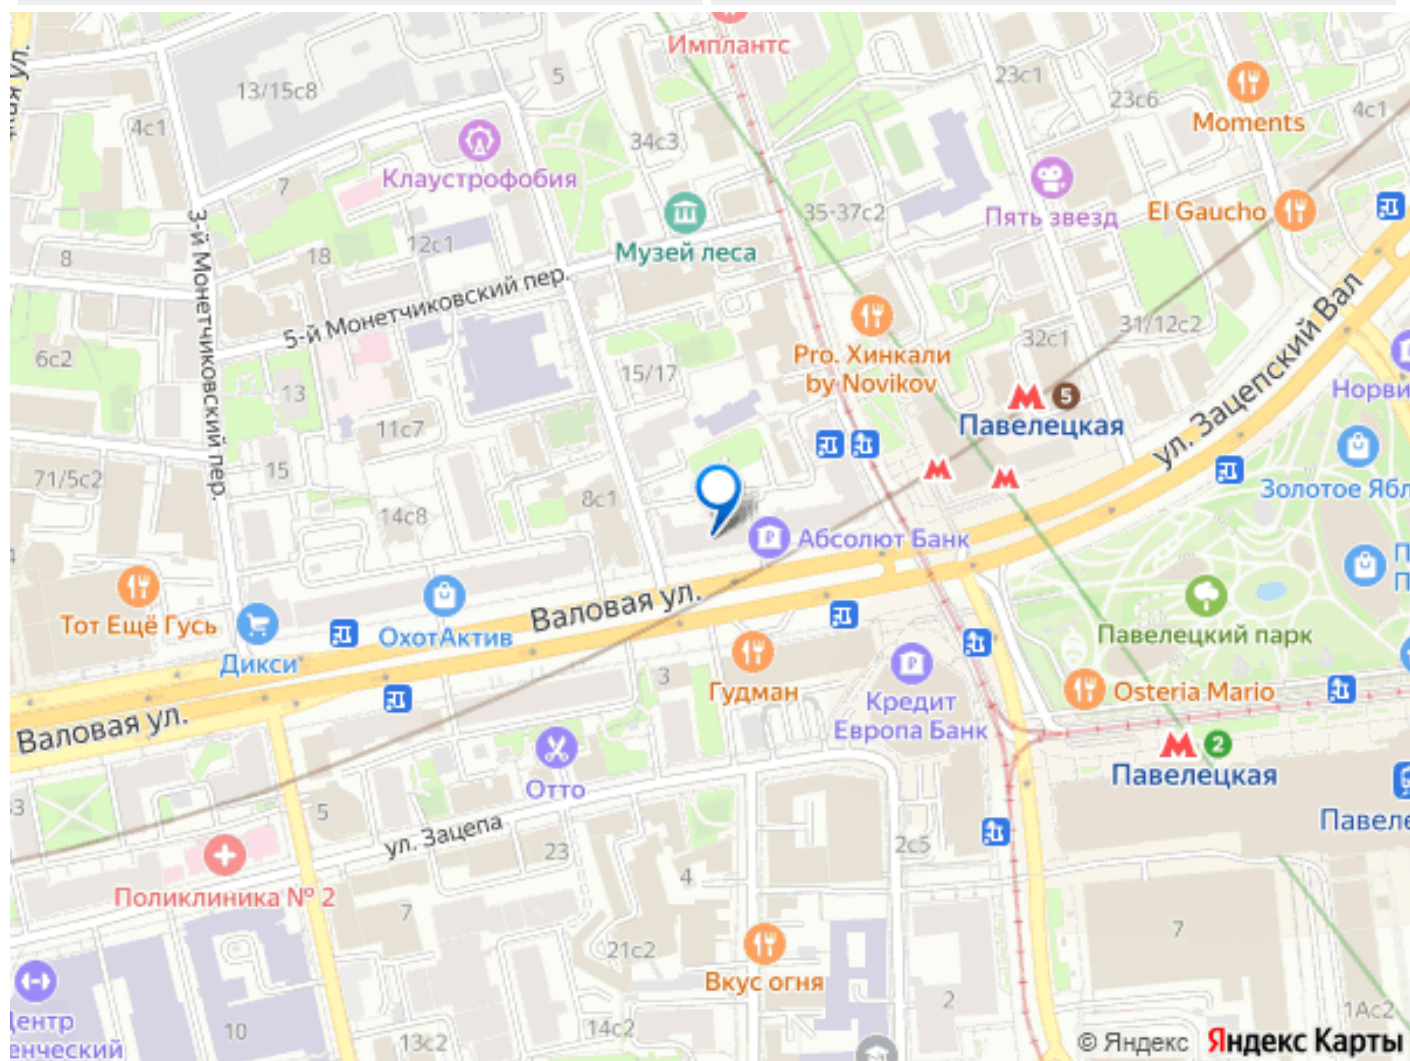 Имплантс
23с1
5
13/15с8
23с6
4с1
Moments
4с1
34с3
Клаустрофобия
7
35-37с2
Пять звезд
El Gaucho
3-й Монетчиковский пер.
12с1
18
8
Музей леса
5-й Монетчиковский пер.
31/12с2
32с1
ул. Зацепский Вал
Pro. Хинкали
by Novikov
6с2
15/17
13
5
Павелецкая
11с7
15
71/5с2
8с1
14с8
Абсолют Банк
Валовая ул.
Тот Ещё Гусь
Дикси
ОхотАктив
Павелецкий парк
3
Гудман
Кредит
Европа Банк
Osteria Mario
Валовая ул.
2
Павелецкая
Отто
5
ул. Зацепа
23
2с5
4
Поликлиника № 2
7
7
21с2
Вкус огня
2
1Ас2
10
14с2
13с2
© Яндекс Яндекс Карты